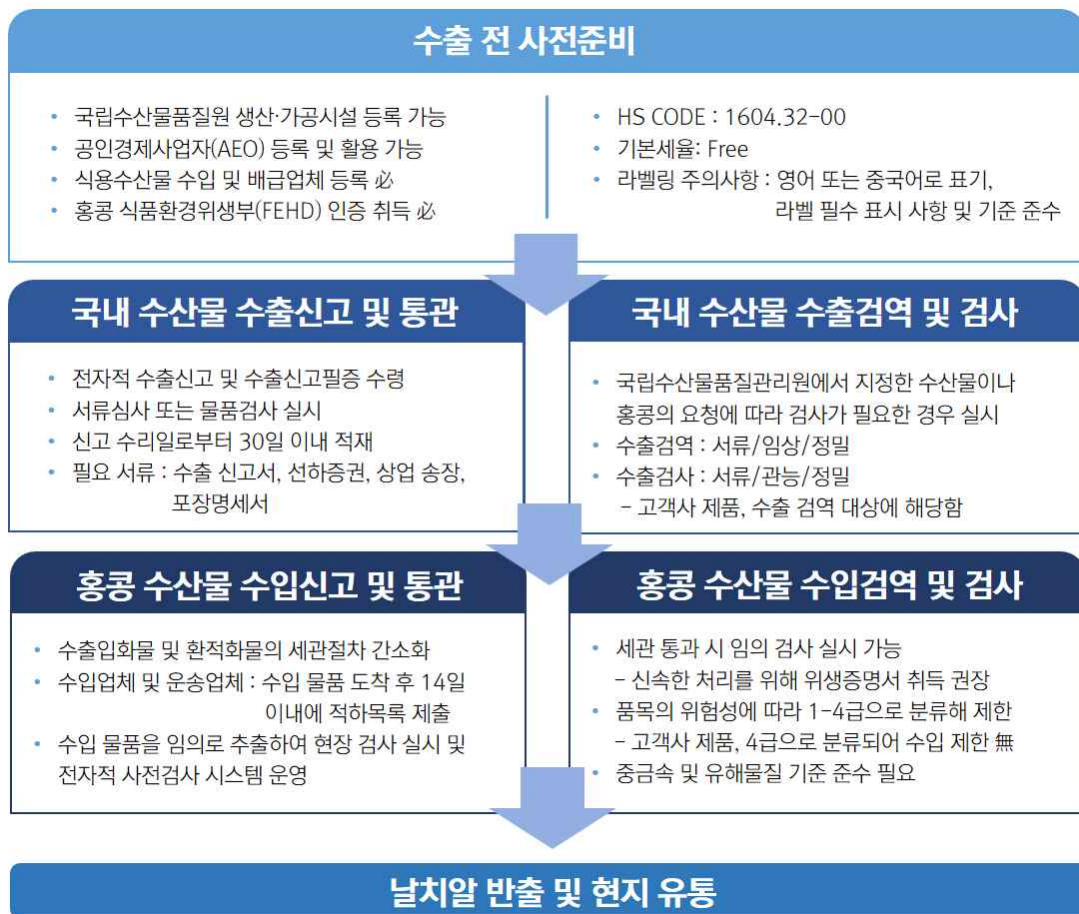 수출 전 사전준비
• 국립수산물품질원 생산·가공시설 등록 가능
• 공인경제사업자(AEO) 등록 및 활용 가능
• 식용수산물 수입 및 배급업체 등록 必
• 홍콩 식품환경위생부(FEHD) 인증 취득 必
• HS CODE : 1604.32-00
• 기본세율: Free
• 라벨링 주의사항 : 영어 또는 중국어로 표기,
라벨 필수 표시 사항 및 기준 준수
국내 수산물 수출신고 및 통관
• 전자적 수출신고 및 수출신고필증 수령
• 서류심사 또는 물품검사 실시
• 신고 수리일로부터 30일 이내 적재
• 필요 서류 : 수출 신고서, 선하증권, 상업 송장,
포장명세서
국내 수산물 수출검역 및 검사
• 국립수산물품질관리원에서 지정한 수산물이나
홍콩의 요청에 따라 검사가 필요한 경우 실시
• 수출검역 : 서류/임상/정밀
• 수출검사 : 서류/관능/정밀
– 고객사 제품, 수출 검역 대상에 해당함
홍콩 수산물 수입신고 및 통관
• 수출입화물 및 환적화물의 세관절차 간소화
• 수입업체 및 운송업체 : 수입 물품 도착 후 14일
이내에 적하목록 제출
• 수입 물품을 임의로 추출하여 현장 검사 실시 및
전자적 사전검사 시스템 운영
홍콩 수산물 수입검역 및 검사
• 세관 통과 시 임의 검사 실시 가능
– 신속한 처리를 위해 위생증명서 취득 권장
• 품목의 위험성에 따라 1-4급으로 분류해 제한
– 고객사 제품, 4급으로 분류되어 수입 제한 無
• 중금속 및 유해물질 기준 준수 필요
날치알 반출 및 현지 유통